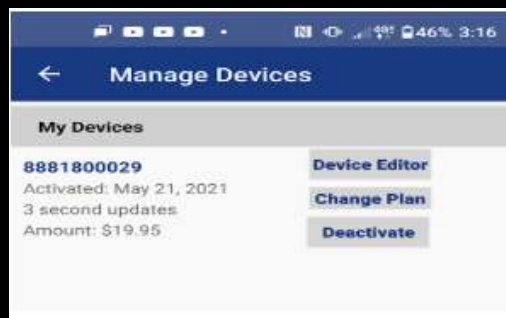 46% 3:16
Manage Devices
My Devices
8881800029
Device Editor
Activated: May 21, 2021
Change Plan
3 second updates
Amount: $19.95
Deactivate